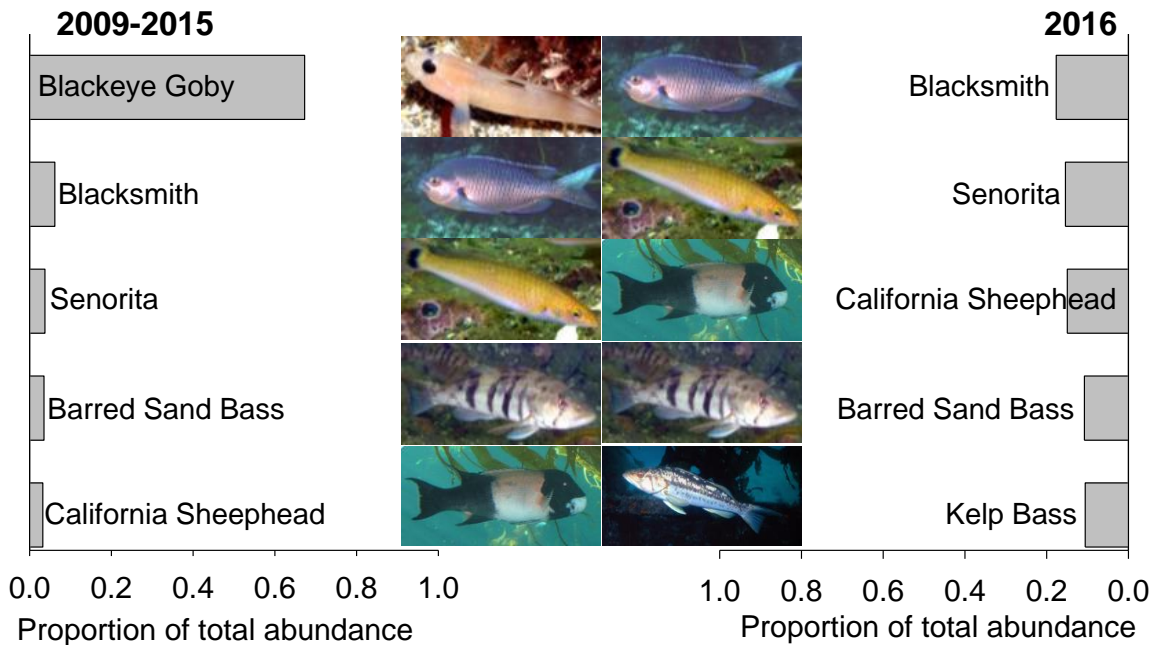 2009-2015
Blackeye Goby
Blacksmith
Senorita
Barred Sand Bass
California Sheephead
0.0 0.2 0.4 0.6 0.8 1.0
Proportion of total abundance
2016
Blacksmith
Senorita
California Sheephead
Barred Sand Bass
Kelp Bass
1.0 0.8 0.6 0.4 0.2 0.0
Proportion of total abundance